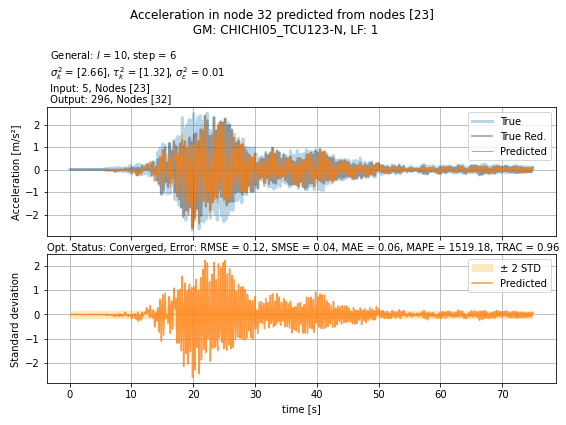 Acceleration in node 32 predicted from nodes [23]
GM: CHICHI05_TCU123-N, LF: 1
General: l = 10, step = 6
σ²ₖ = [2.66], τ²ₖ = [1.32], σ²ᵣ = 0.01
Input: 5, Nodes [23]
Output: 296, Nodes [32]
Acceleration [m/s²]
2
1
0
−1
−2
True
True Red.
Predicted
Opt. Status: Converged, Error: RMSE = 0.12, SMSE = 0.04, MAE = 0.06, MAPE = 1519.18, TRAC = 0.96
Standard deviation
2
1
0
−1
−2
± 2 STD
Predicted
0 10 20 30 40 50 60 70
time [s]